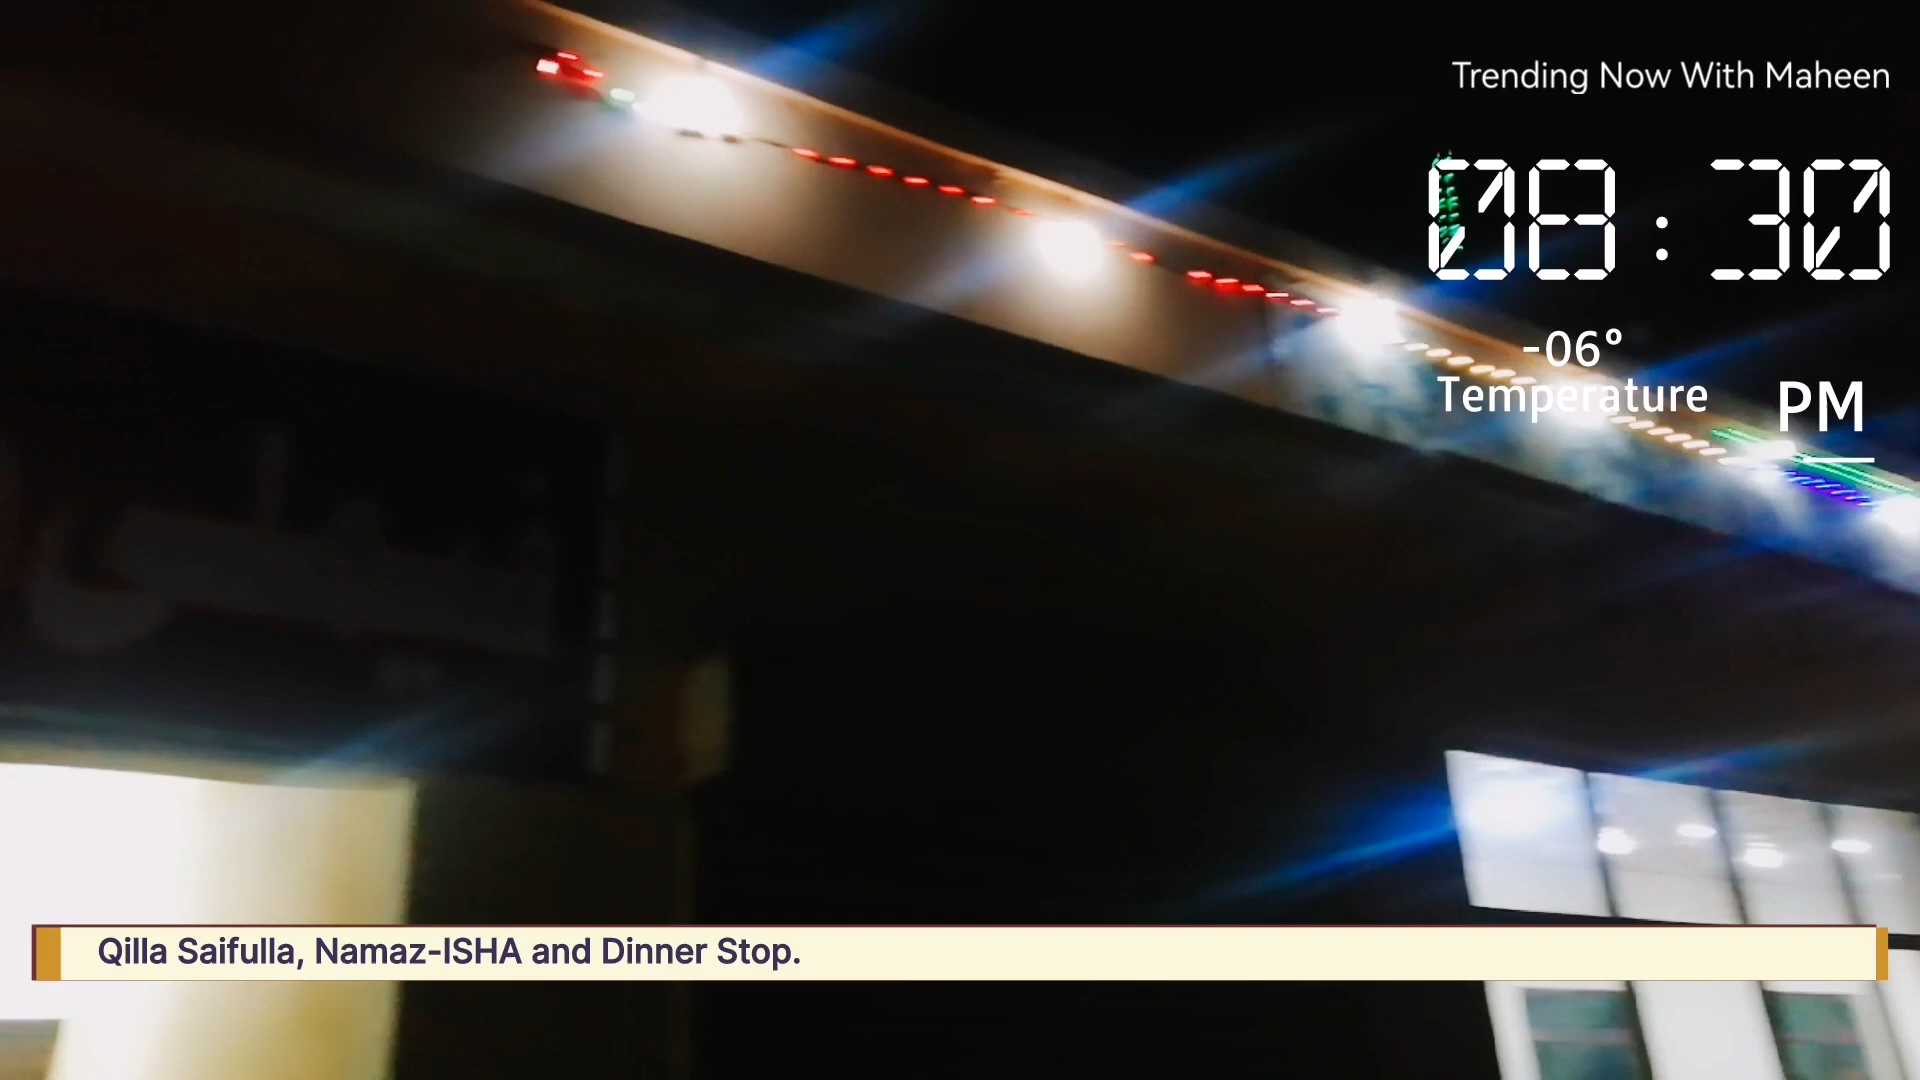 Trending Now With Maheen
08:30
-06°
Temperature
PM
Qilla Saifulla, Namaz-ISHA and Dinner Stop.